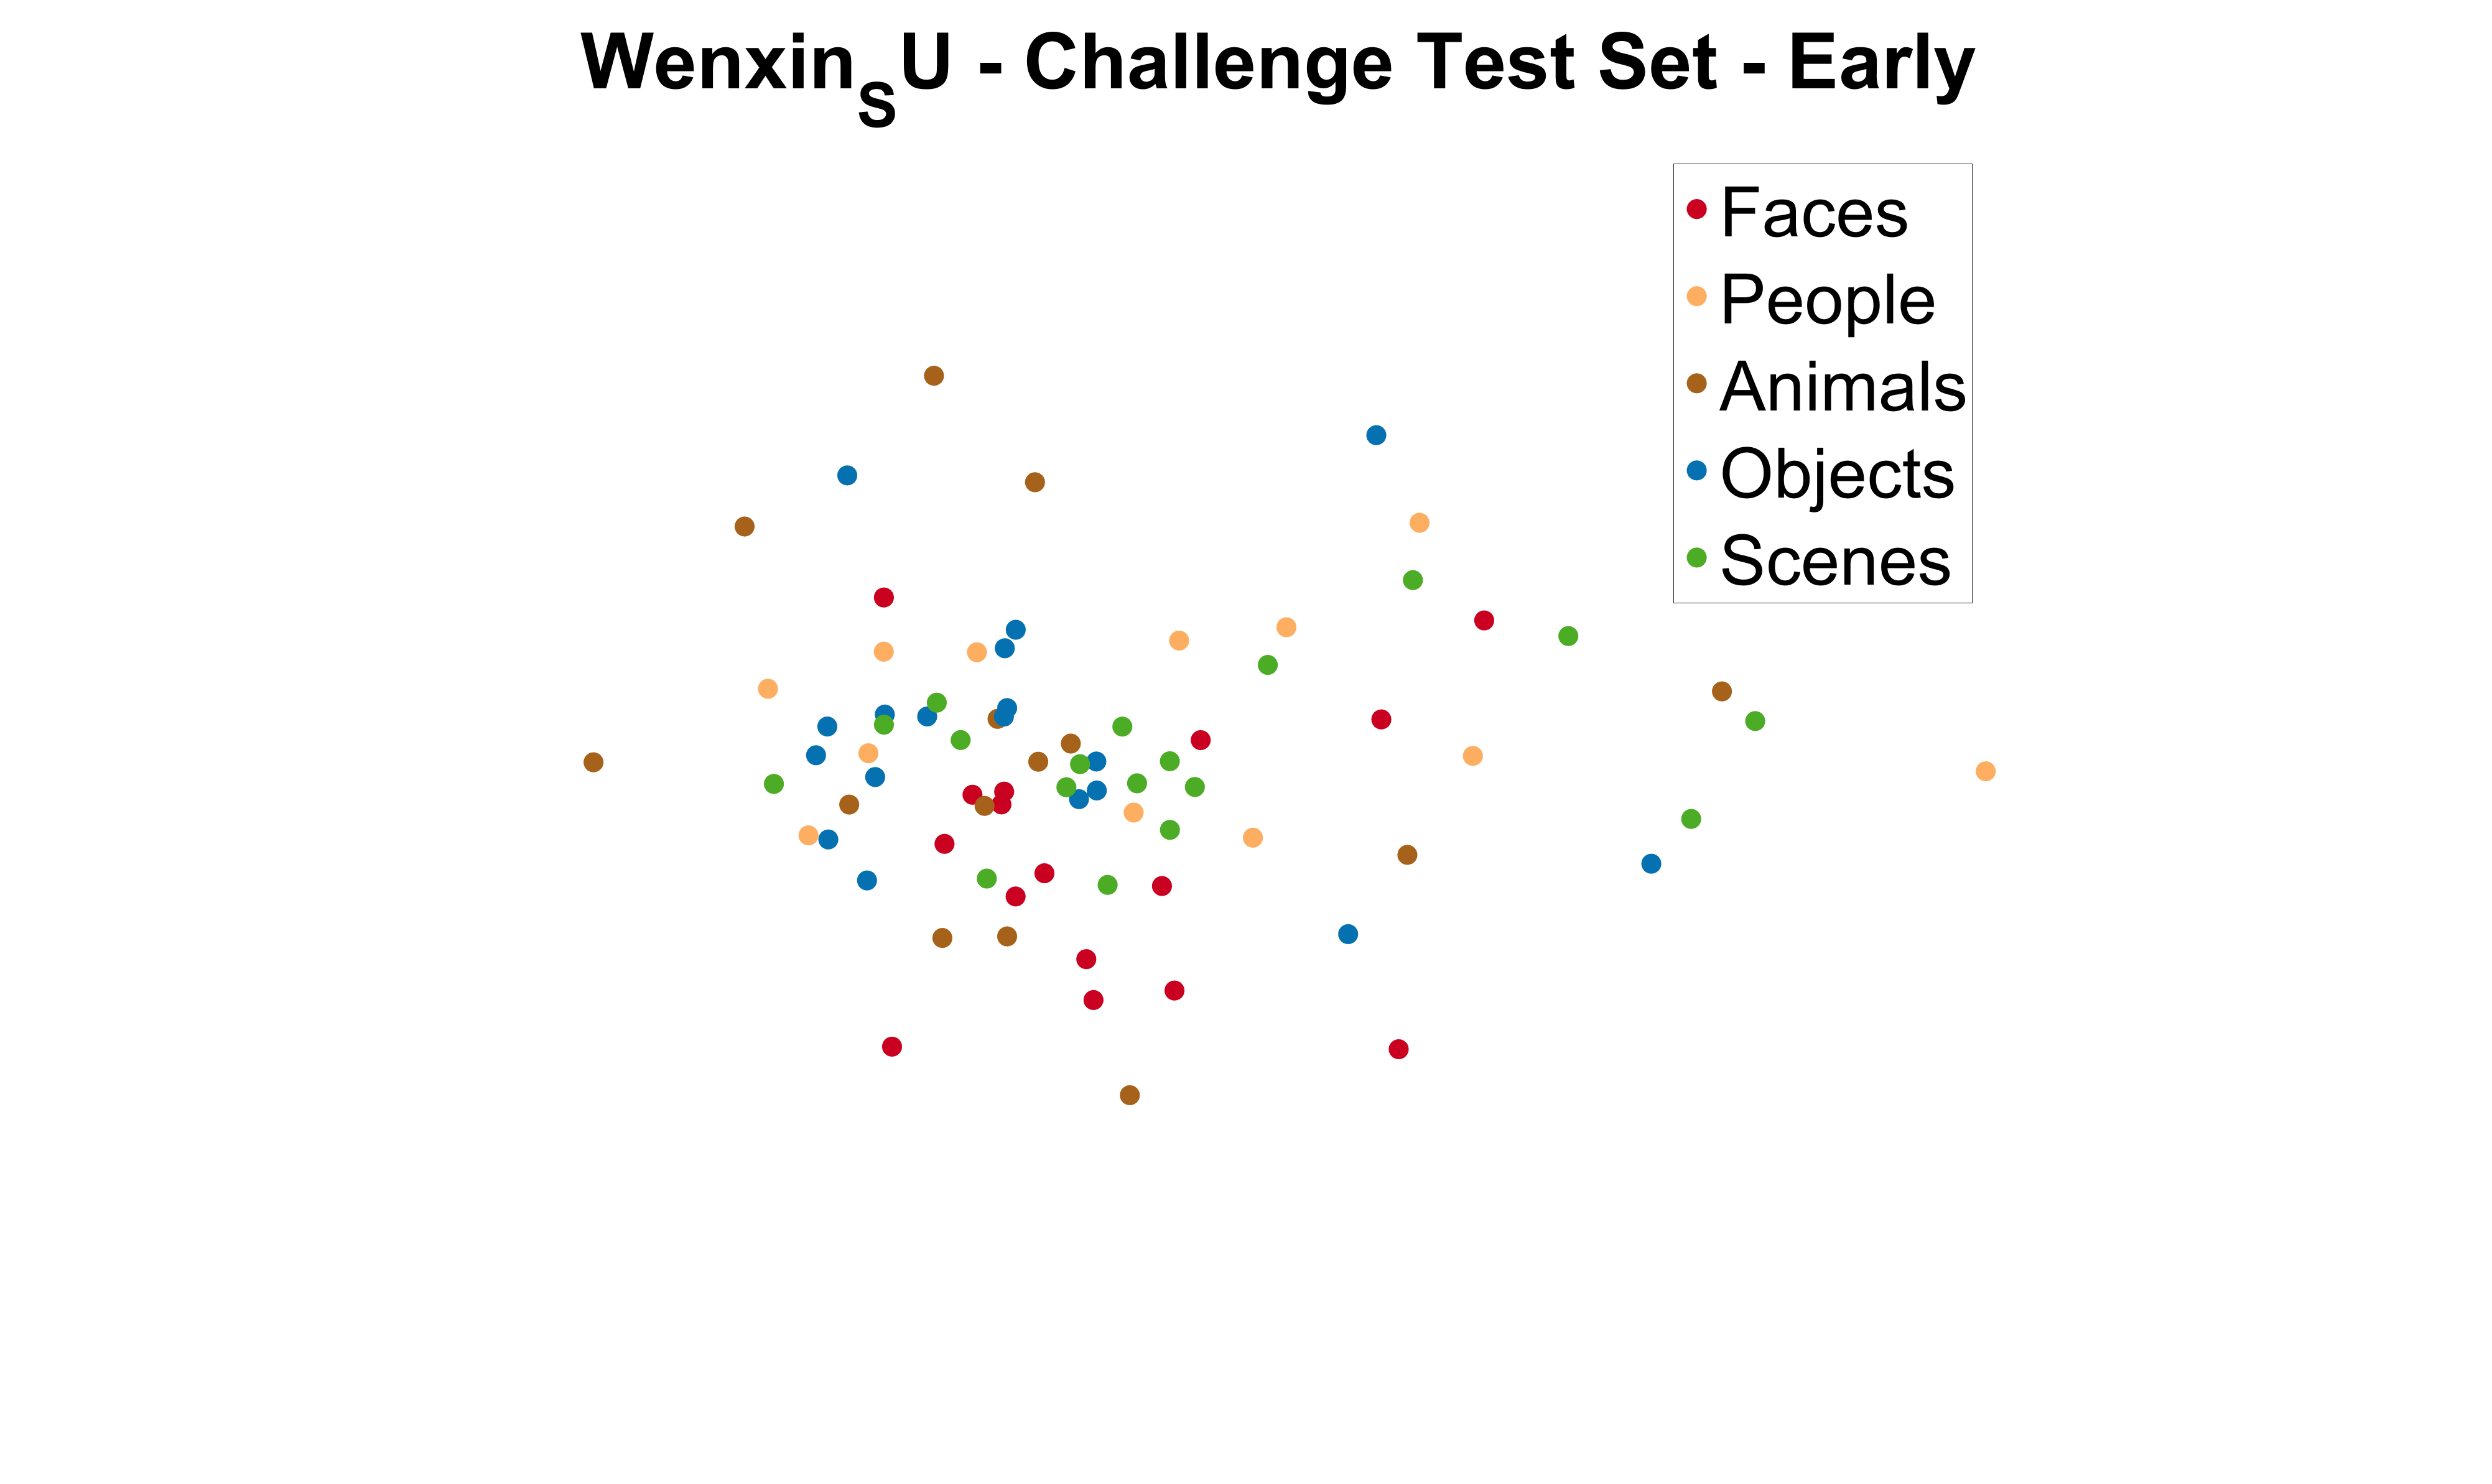 WenxinSU - Challenge Test Set - Early
Faces
People
Animals
Objects
Scenes